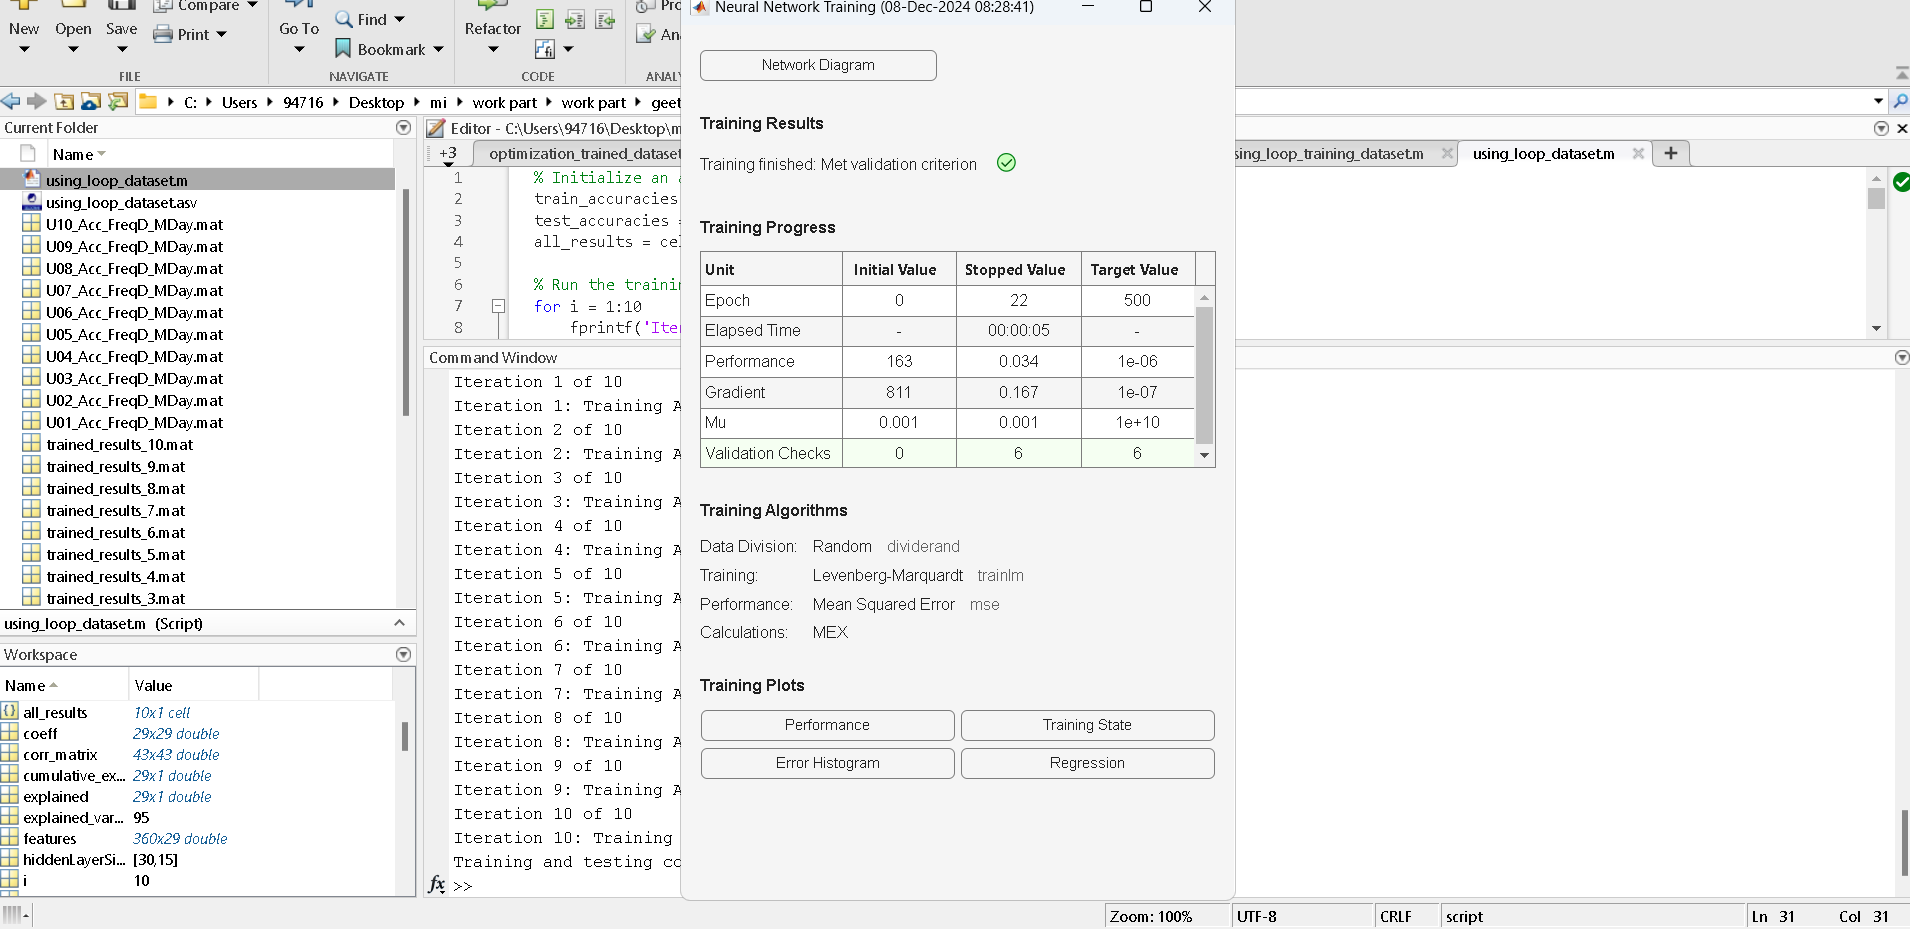 Neural Network Training (08-Dec-2024 08:28:41)
New
Open
Save
Compare
Print
FILE
Go To
Find
Bookmark
NAVIGATE
Refactor
CODE
ANALY
C: Users 94716 Desktop mi work part work part geet
Current Folder
Name
using_loop_dataset.m
using_loop_dataset.asv
U10_Acc_FreqD_MDay.mat
U09_Acc_FreqD_MDay.mat
U08_Acc_FreqD_MDay.mat
U07_Acc_FreqD_MDay.mat
U06_Acc_FreqD_MDay.mat
U05_Acc_FreqD_MDay.mat
U04_Acc_FreqD_MDay.mat
U03_Acc_FreqD_MDay.mat
U02_Acc_FreqD_MDay.mat
U01_Acc_FreqD_MDay.mat
trained_results_10.mat
trained_results_9.mat
trained_results_8.mat
trained_results_7.mat
trained_results_6.mat
trained_results_5.mat
trained_results_4.mat
trained_results_3.mat
using_loop_dataset.m (Script)
Workspace
Name Value
all_results 10x1 cell
coeff 29x29 double
corr_matrix 43x43 double
cumulative_ex... 29x1 double
explained 29x1 double
explained_var... 95
features 360x29 double
hiddenLayerSi... [30,15]
i 10
Editor - C:\Users\94716\Desktop\m
+3 optimization_trained_dataset
sing_loop_training_dataset.m using_loop_dataset.m +
1 % Initialize an a
2 train_accuracies
3 test_accuracies =
4 all_results = cel
5
6 % Run the trainin
7 for i = 1:10
8 fprintf('Iter
Command Window
Iteration 1 of 10
Iteration 1: Training A
Iteration 2 of 10
Iteration 2: Training A
Iteration 3 of 10
Iteration 3: Training A
Iteration 4 of 10
Iteration 4: Training A
Iteration 5 of 10
Iteration 5: Training A
Iteration 6 of 10
Iteration 6: Training A
Iteration 7 of 10
Iteration 7: Training A
Iteration 8 of 10
Iteration 8: Training A
Iteration 9 of 10
Iteration 9: Training A
Iteration 10 of 10
Iteration 10: Training
Training and testing co
fx >>
Network Diagram
Training Results
Training finished: Met validation criterion
Training Progress
Unit Initial Value Stopped Value Target Value
Epoch 0 22 500
Elapsed Time - 00:00:05 -
Performance 163 0.034 1e-06
Gradient 811 0.167 1e-07
Mu 0.001 0.001 1e+10
Validation Checks 0 6 6
Training Algorithms
Data Division: Random dividerand
Training: Levenberg-Marquardt trainlm
Performance: Mean Squared Error mse
Calculations: MEX
Training Plots
Performance Training State
Error Histogram Regression
Zoom: 100% UTF-8 CRLF script Ln 31 Col 31